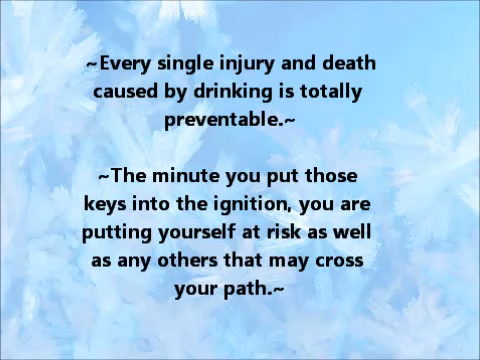 ~Every single injury and death
caused by drinking is totally
preventable.~
~The minute you put those
keys into the ignition, you are
putting yourself at risk as well
as any others that may cross
your path.~